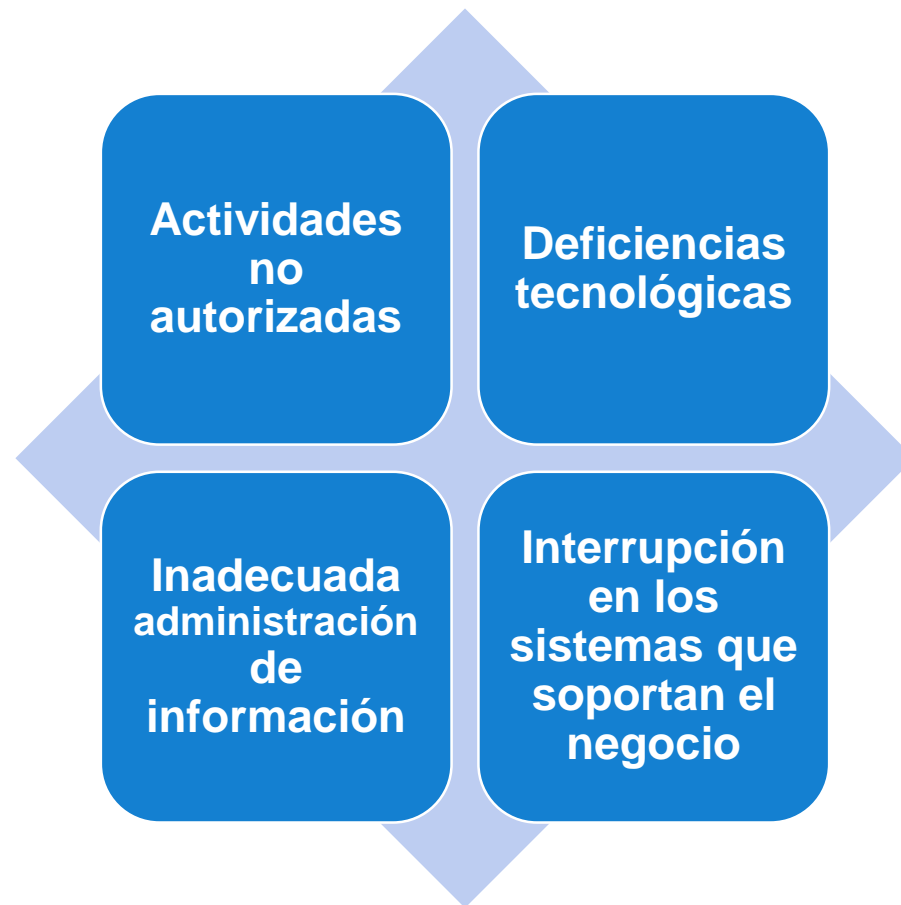 Actividades
no
autorizadas
Deficiencias
tecnológicas
Inadecuada
administración
de
información
Interrupción
en los
sistemas que
soportan el
negocio